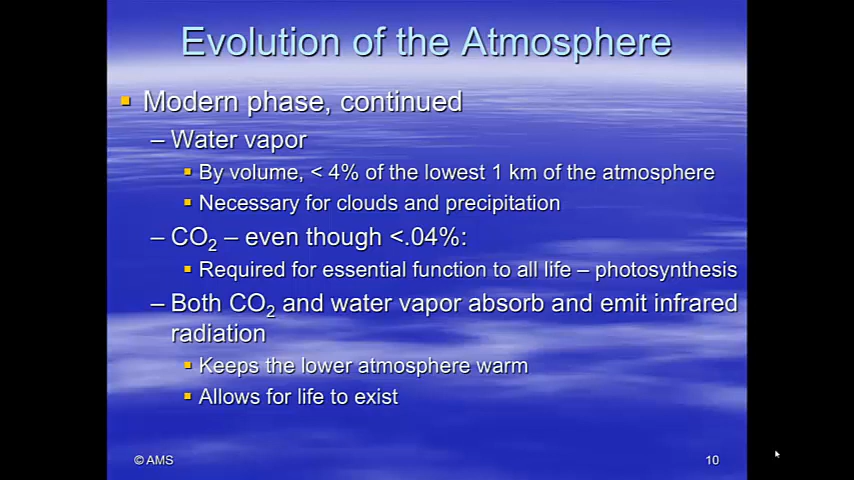 Evolution of the Atmosphere
Modern phase, continued
– Water vapor
By volume, < 4% of the lowest 1 km of the atmosphere
Necessary for clouds and precipitation
– CO₂ – even though <.04%:
Required for essential function to all life – photosynthesis
– Both CO₂ and water vapor absorb and emit infrared
radiation
Keeps the lower atmosphere warm
Allows for life to exist
© AMS
10